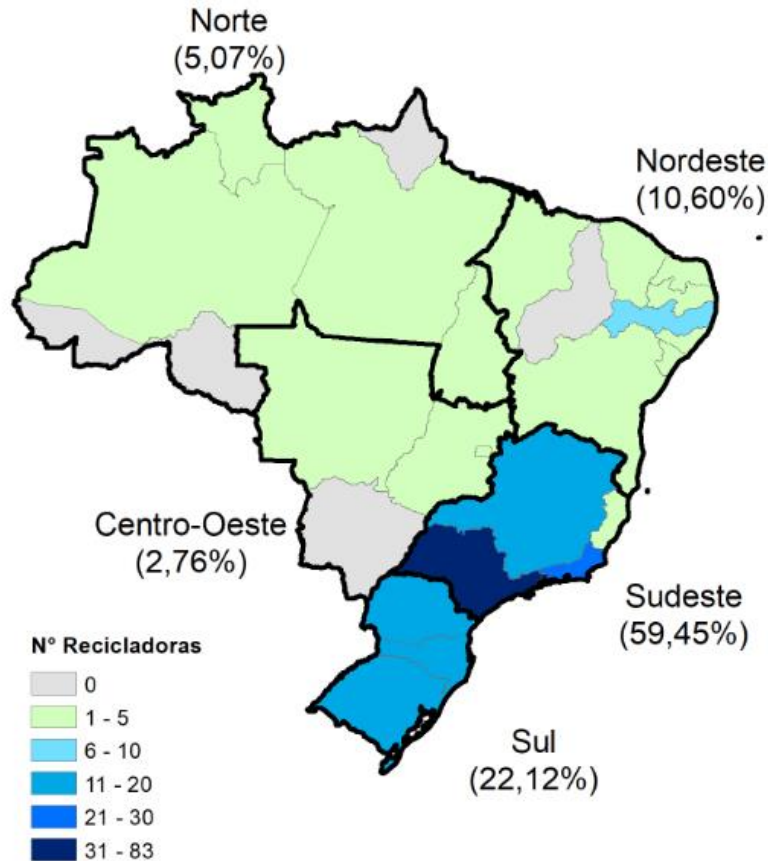 Norte
(5,07%)
Nordeste
(10,60%)
Centro-Oeste
(2,76%)
Sudeste
(59,45%)
Sul
(22,12%)
N° Recicladoras
0
1 - 5
6 - 10
11 - 20
21 - 30
31 - 83